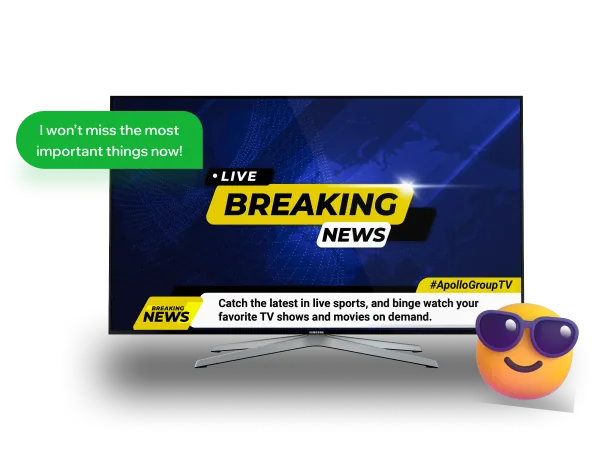 I won't miss the most
important things now!
• LIVE
BREAKING
NEWS
#ApolloGroupTV
BREAKING
NEWS
Catch the latest in live sports, and binge watch your
favorite TV shows and movies on demand.
SAMSUNG